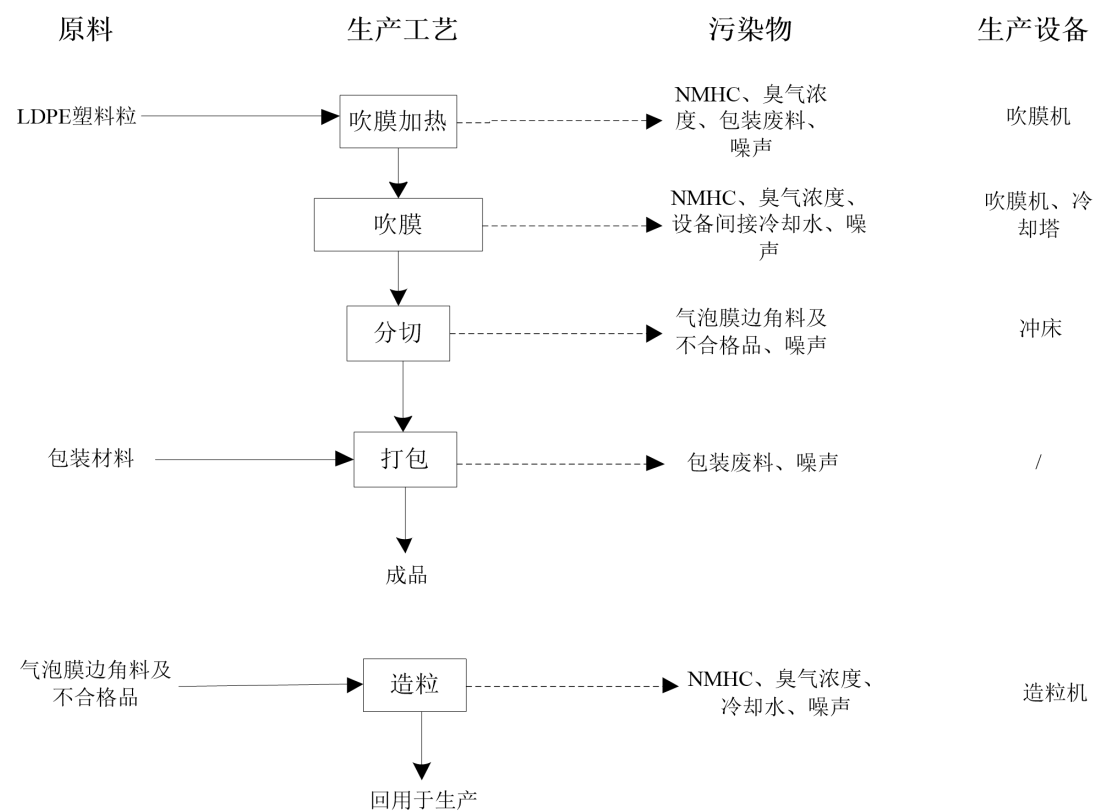 原料 生产工艺 污染物 生产设备
LDPE塑料粒
吹膜加热
NMHC、臭气浓
度、包装废料、
噪声
吹膜机
吹膜
NMHC、臭气浓度、
设备间接冷却水、噪
声
吹膜机、冷
却塔
分切
气泡膜边角料及
不合格品、噪声
冲床
包装材料
打包
包装废料、噪声
/
成品
气泡膜边角料及
不合格品
造粒
NMHC、臭气浓度、
冷却水、噪声
造粒机
回用于生产